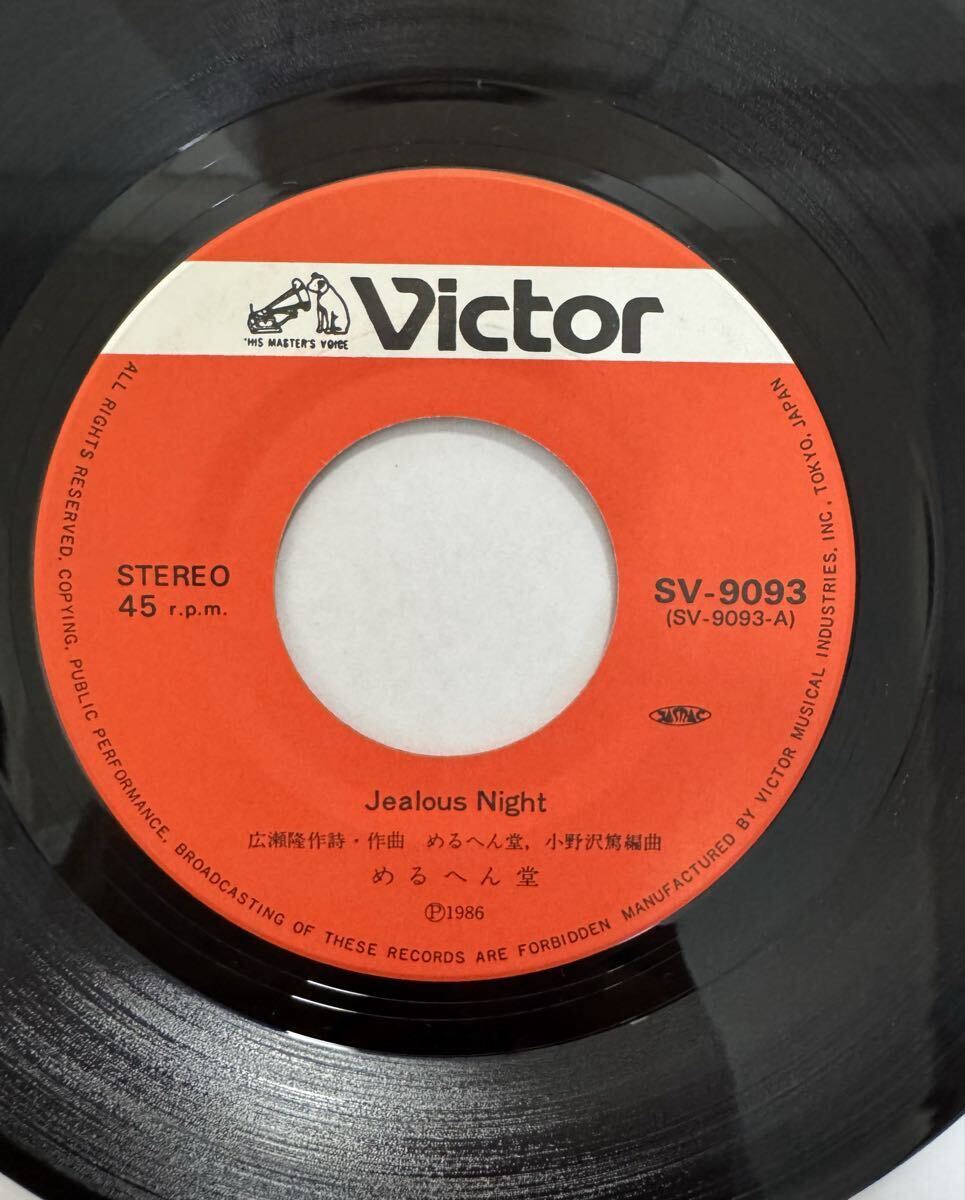 Victor
"HIS MASTER'S VOICE
STEREO
45 r.p.m.
SV-9093
(SV-9093-A)
JASRAC
Jealous Night
広瀬隆作詩・作曲 めるへん堂, 小野沢篤編曲
めるへん堂
Ⓟ1986
ALL RIGHTS RESERVED. COPYING, PUBLIC PERFORMANCE, BROADCASTING OF THESE RECORDS ARE FORBIDDEN MANUFACTURED BY VICTOR MUSICAL INDUSTRIES, INC. TOKYO, JAPAN